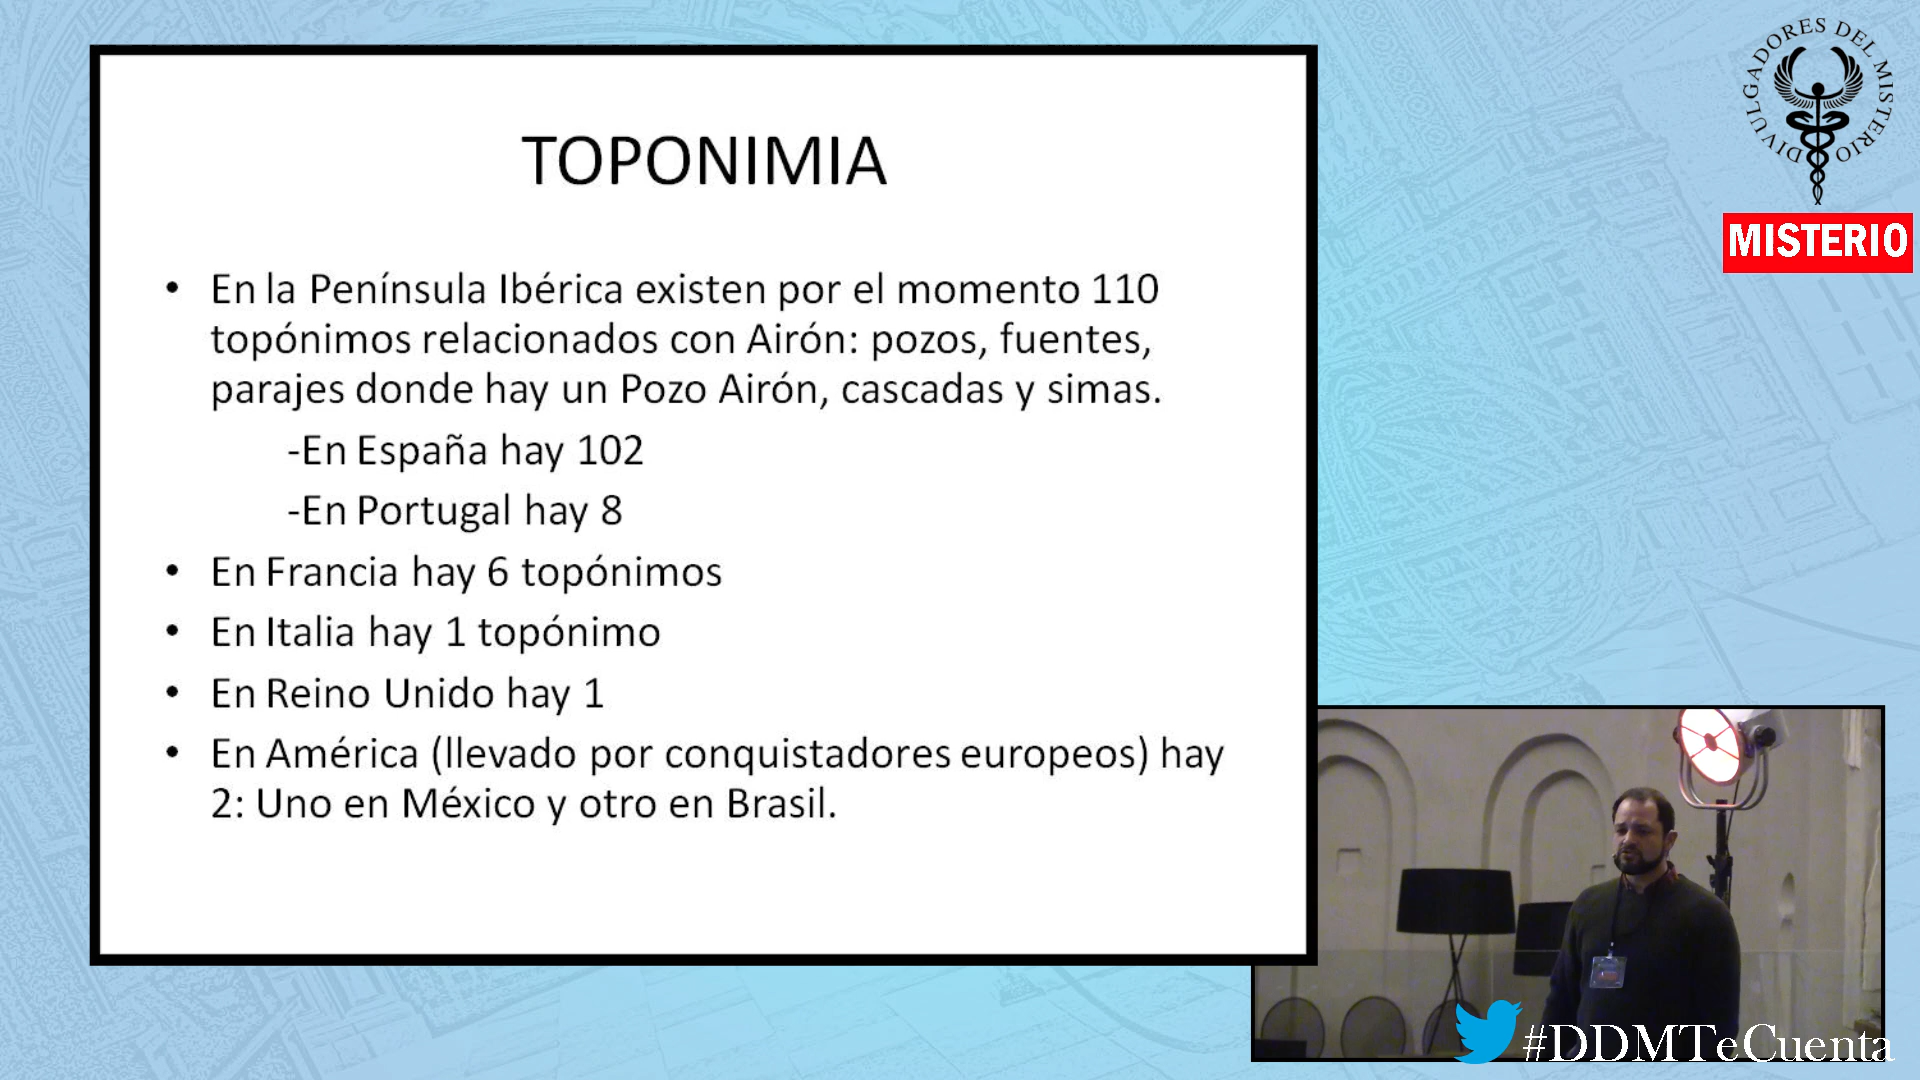 TOPONIMIA
• En la Península Ibérica existen por el momento 110
topónimos relacionados con Airón: pozos, fuentes,
parajes donde hay un Pozo Airón, cascadas y simas.
-En España hay 102
-En Portugal hay 8
• En Francia hay 6 topónimos
• En Italia hay 1 topónimo
• En Reino Unido hay 1
• En América (llevado por conquistadores europeos) hay
2: Uno en México y otro en Brasil.
DIVULGADORES DEL MISTERIO
MISTERIO
#DDMTeCuenta